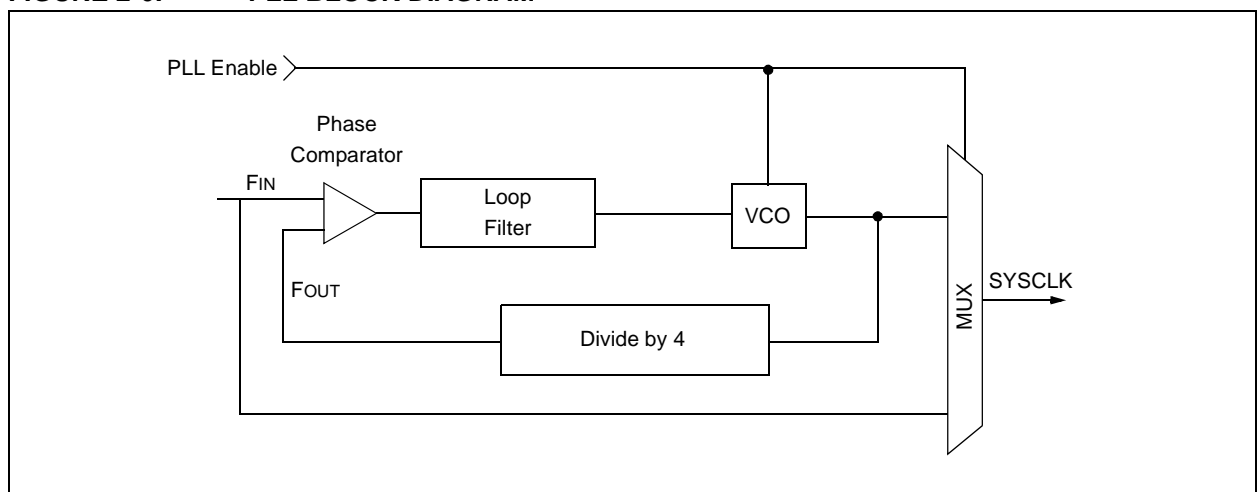 PLL Enable
Phase
Comparator
FIN
Loop
Filter
VCO
FOUT
Divide by 4
MUX
SYSCLK